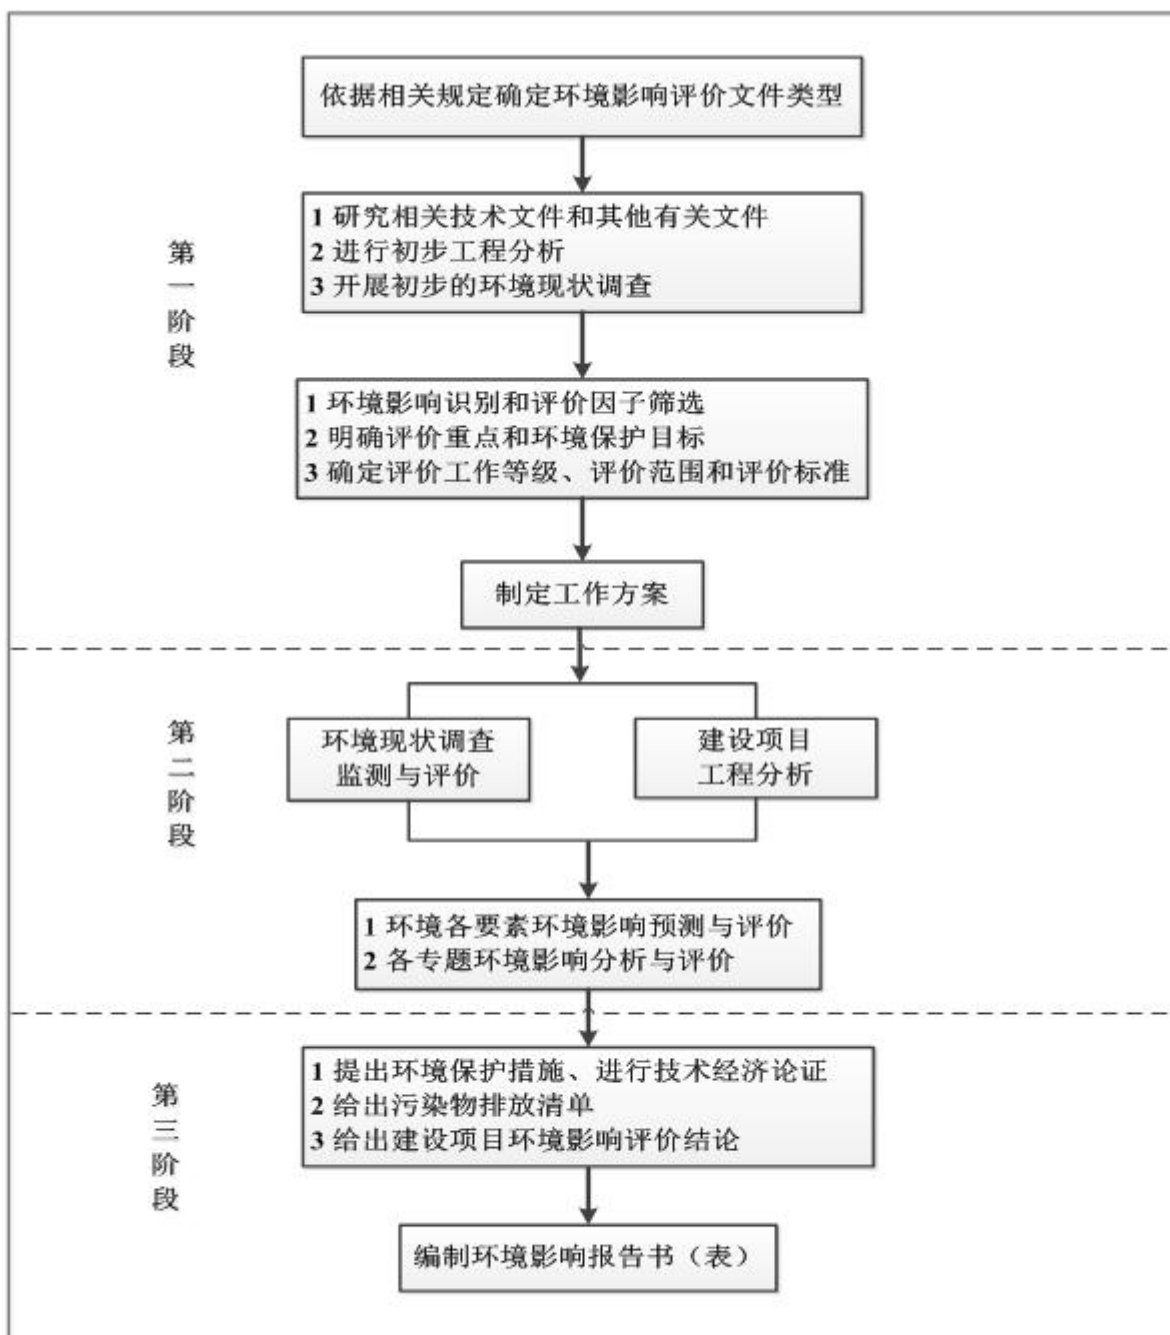 依据相关规定确定环境影响评价文件类型
第一阶段
1 研究相关技术文件和其他有关文件
2 进行初步工程分析
3 开展初步的环境现状调查
1 环境影响识别和评价因子筛选
2 明确评价重点和环境保护目标
3 确定评价工作等级、评价范围和评价标准
制定工作方案
第二阶段
环境现状调查
监测与评价
建设项目
工程分析
1 环境各要素环境影响预测与评价
2 各专题环境影响分析与评价
第三阶段
1 提出环境保护措施、进行技术经济论证
2 给出污染物排放清单
3 给出建设项目环境影响评价结论
编制环境影响报告书（表）